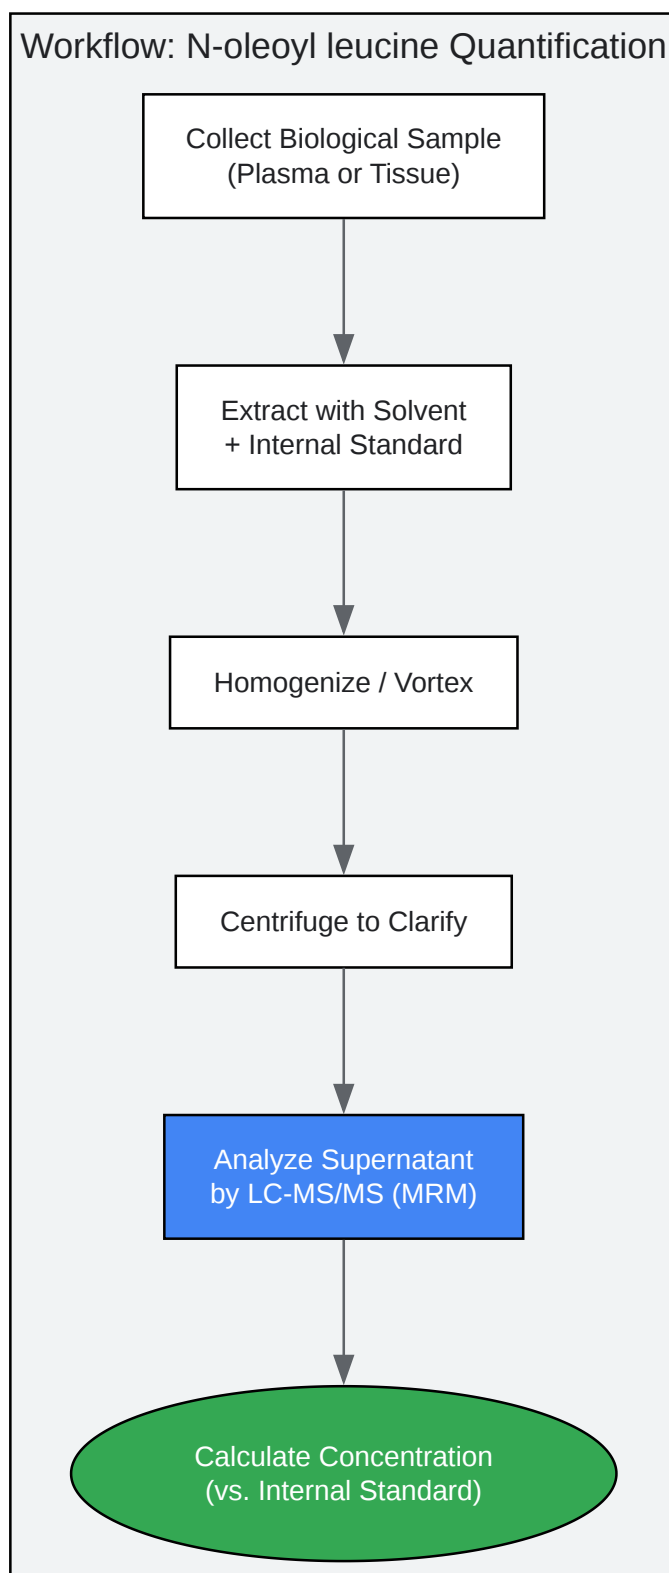 Workflow: N-oleoyl leucine Quantification
Collect Biological Sample
(Plasma or Tissue)
Extract with Solvent
+ Internal Standard
Homogenize / Vortex
Centrifuge to Clarify
Analyze Supernatant
by LC-MS/MS (MRM)
Calculate Concentration
(vs. Internal Standard)